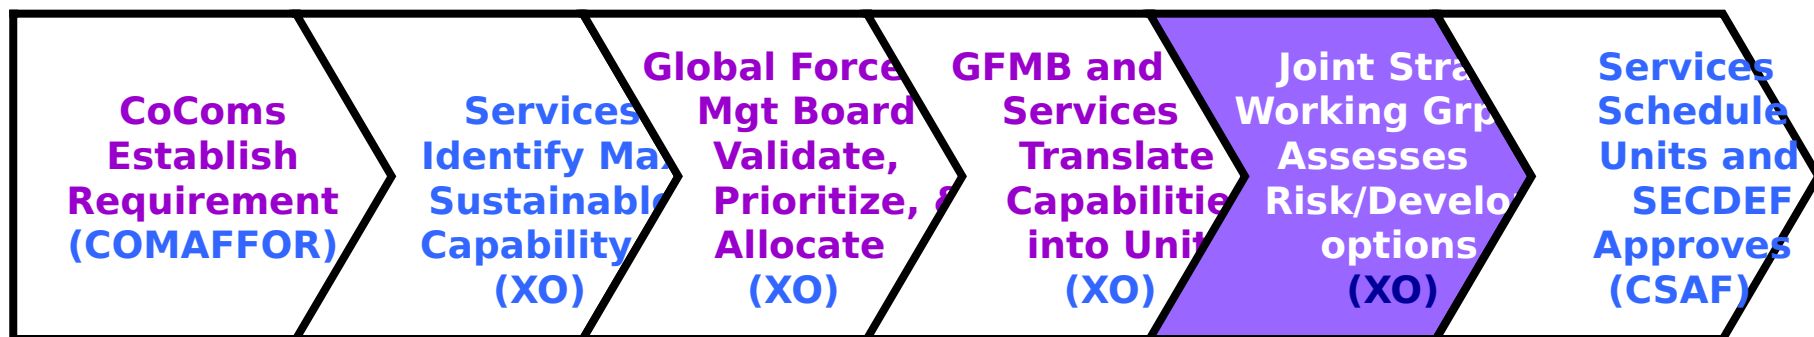 CoComs
Establish
Requirement
(COMAFFOR)
Services
Identify Max
Sustainable
Capability
(XO)
Global Force
Mgt Board
Validate,
Prioritize, &
Allocate
(XO)
GFMB and
Services
Translate
Capabilitie
into Unit
(XO)
Joint Stra
Working Grp
Assesses
Risk/Develo
options
(XO)
Services
Schedule
Units and
SECDEF
Approves
(CSAF)